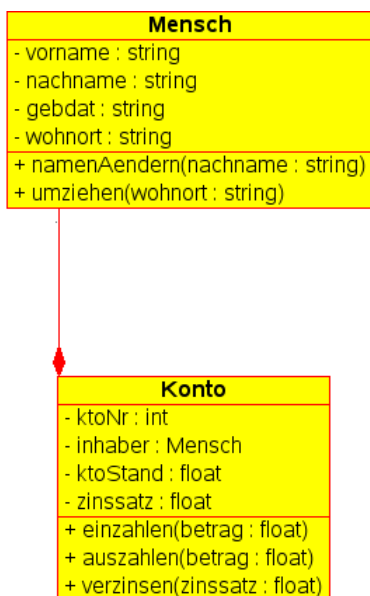 Mensch
- vorname : string
- nachname : string
- gebdat : string
- wohnort : string
+ namenAendern(nachname : string)
+ umziehen(wohnort : string)
Konto
- ktoNr : int
- inhaber : Mensch
- ktoStand : float
- zinssatz : float
+ einzahlen(betrag : float)
+ auszahlen(betrag : float)
+ verzinsen(zinssatz : float)